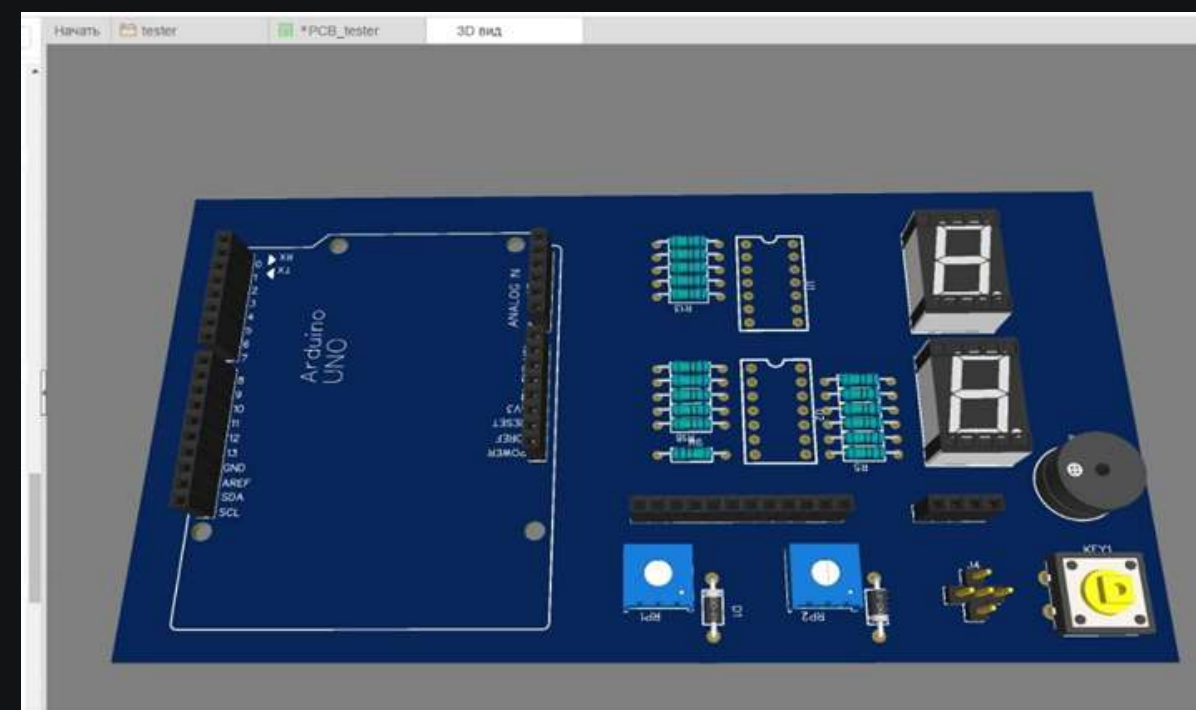 Начать
tester
*PCB_tester
3D вид
RX
TX
0
1
2
3
4
5
6
7
8
9
10
11
12
13
GND
AREF
SDA
SCL
Arduino
UNO
ANALOG IN
RESET
IOREF
POWER
R13
U1
U2
R5
RP1
D1
RP2
J4
KEY1